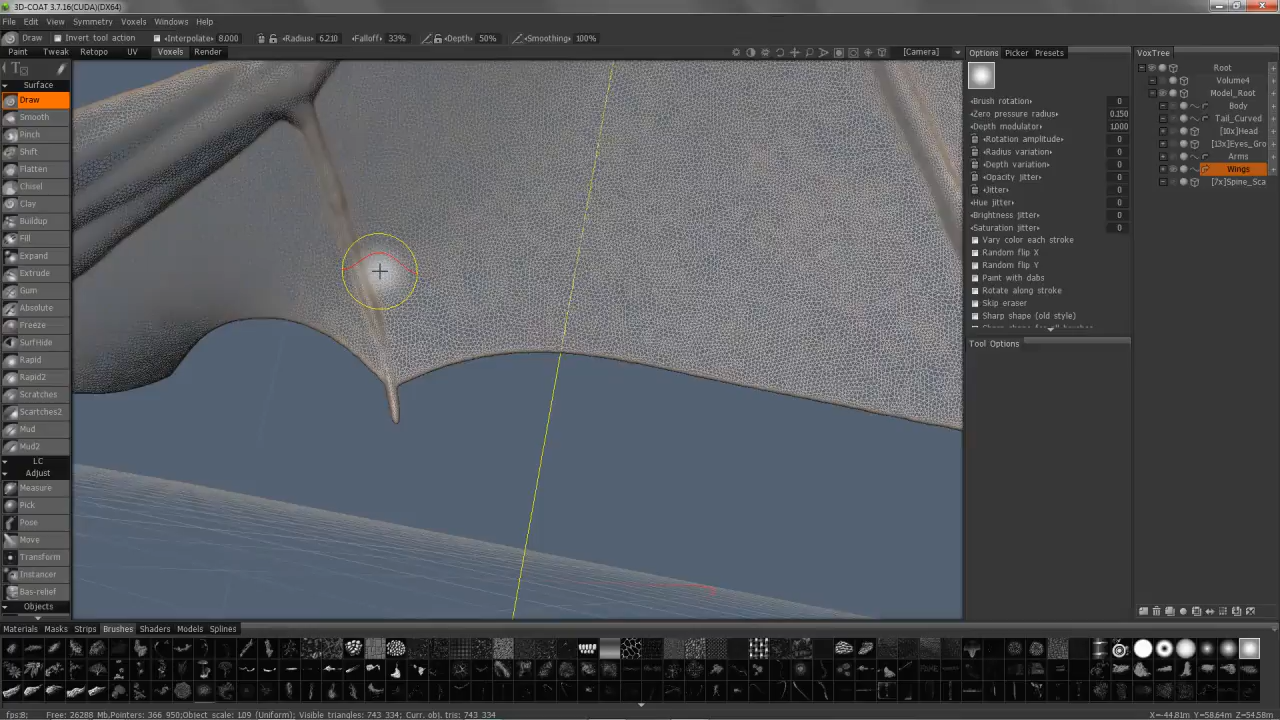 3D-COAT 3.7.16(CUDA)(DX64)
File Edit View Symmetry Voxels Windows Help
Draw Invert tool action Interpolate 8.000 Radius 6.210 Falloff 33% Depth 50% Smoothing 100%
Paint Tweak Retopo UV Voxels Render [Camera]
Surface
Draw
Smooth
Pinch
Shift
Flatten
Chisel
Clay
Buildup
Fill
Expand
Extrude
Gum
Absolute
Freeze
SurfHide
Rapid
Rapid2
Scratches
Scartches2
Mud
Mud2
LC
Adjust
Measure
Pick
Pose
Move
Transform
Instancer
Bas-relief
Objects
Options Picker Presets
Brush rotation: 0
Zero pressure radius: 0.150
Depth modulator: 1.000
Rotation amplitude: 0
Radius variation: 0
Depth variation: 0
Opacity jitter: 0
Jitter: 0
Hue jitter: 0
Brightness jitter: 0
Saturation jitter: 0
Vary color each stroke
Random flip X
Random flip Y
Paint with dabs
Rotate along stroke
Skip eraser
Sharp shape (old style)
Tool Options
VoxTree
Root
Volume4
Model_Root
Body
Tail_Curved
[10x]Head
[13x]Eyes_Gro
Arms
Wings
[7x]Spine_Sca
Materials Masks Strips Brushes Shaders Models Splines
fps:8; Free: 26288 Mb,Pointers: 366 950;Object scale: 1.09 (Uniform); Visible triangles: 743 334; Curr. obj. tris: 743 334 X=-44.81m Y=58.64m Z=54.58m